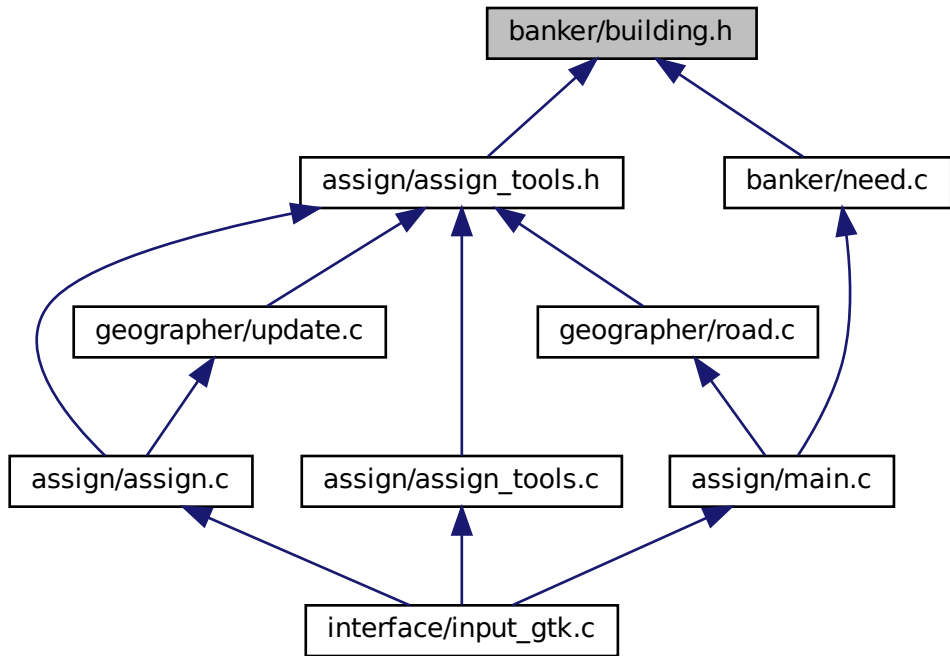 banker/building.h
assign/assign_tools.h
banker/need.c
geographer/update.c
geographer/road.c
assign/assign.c
assign/assign_tools.c
assign/main.c
interface/input_gtk.c